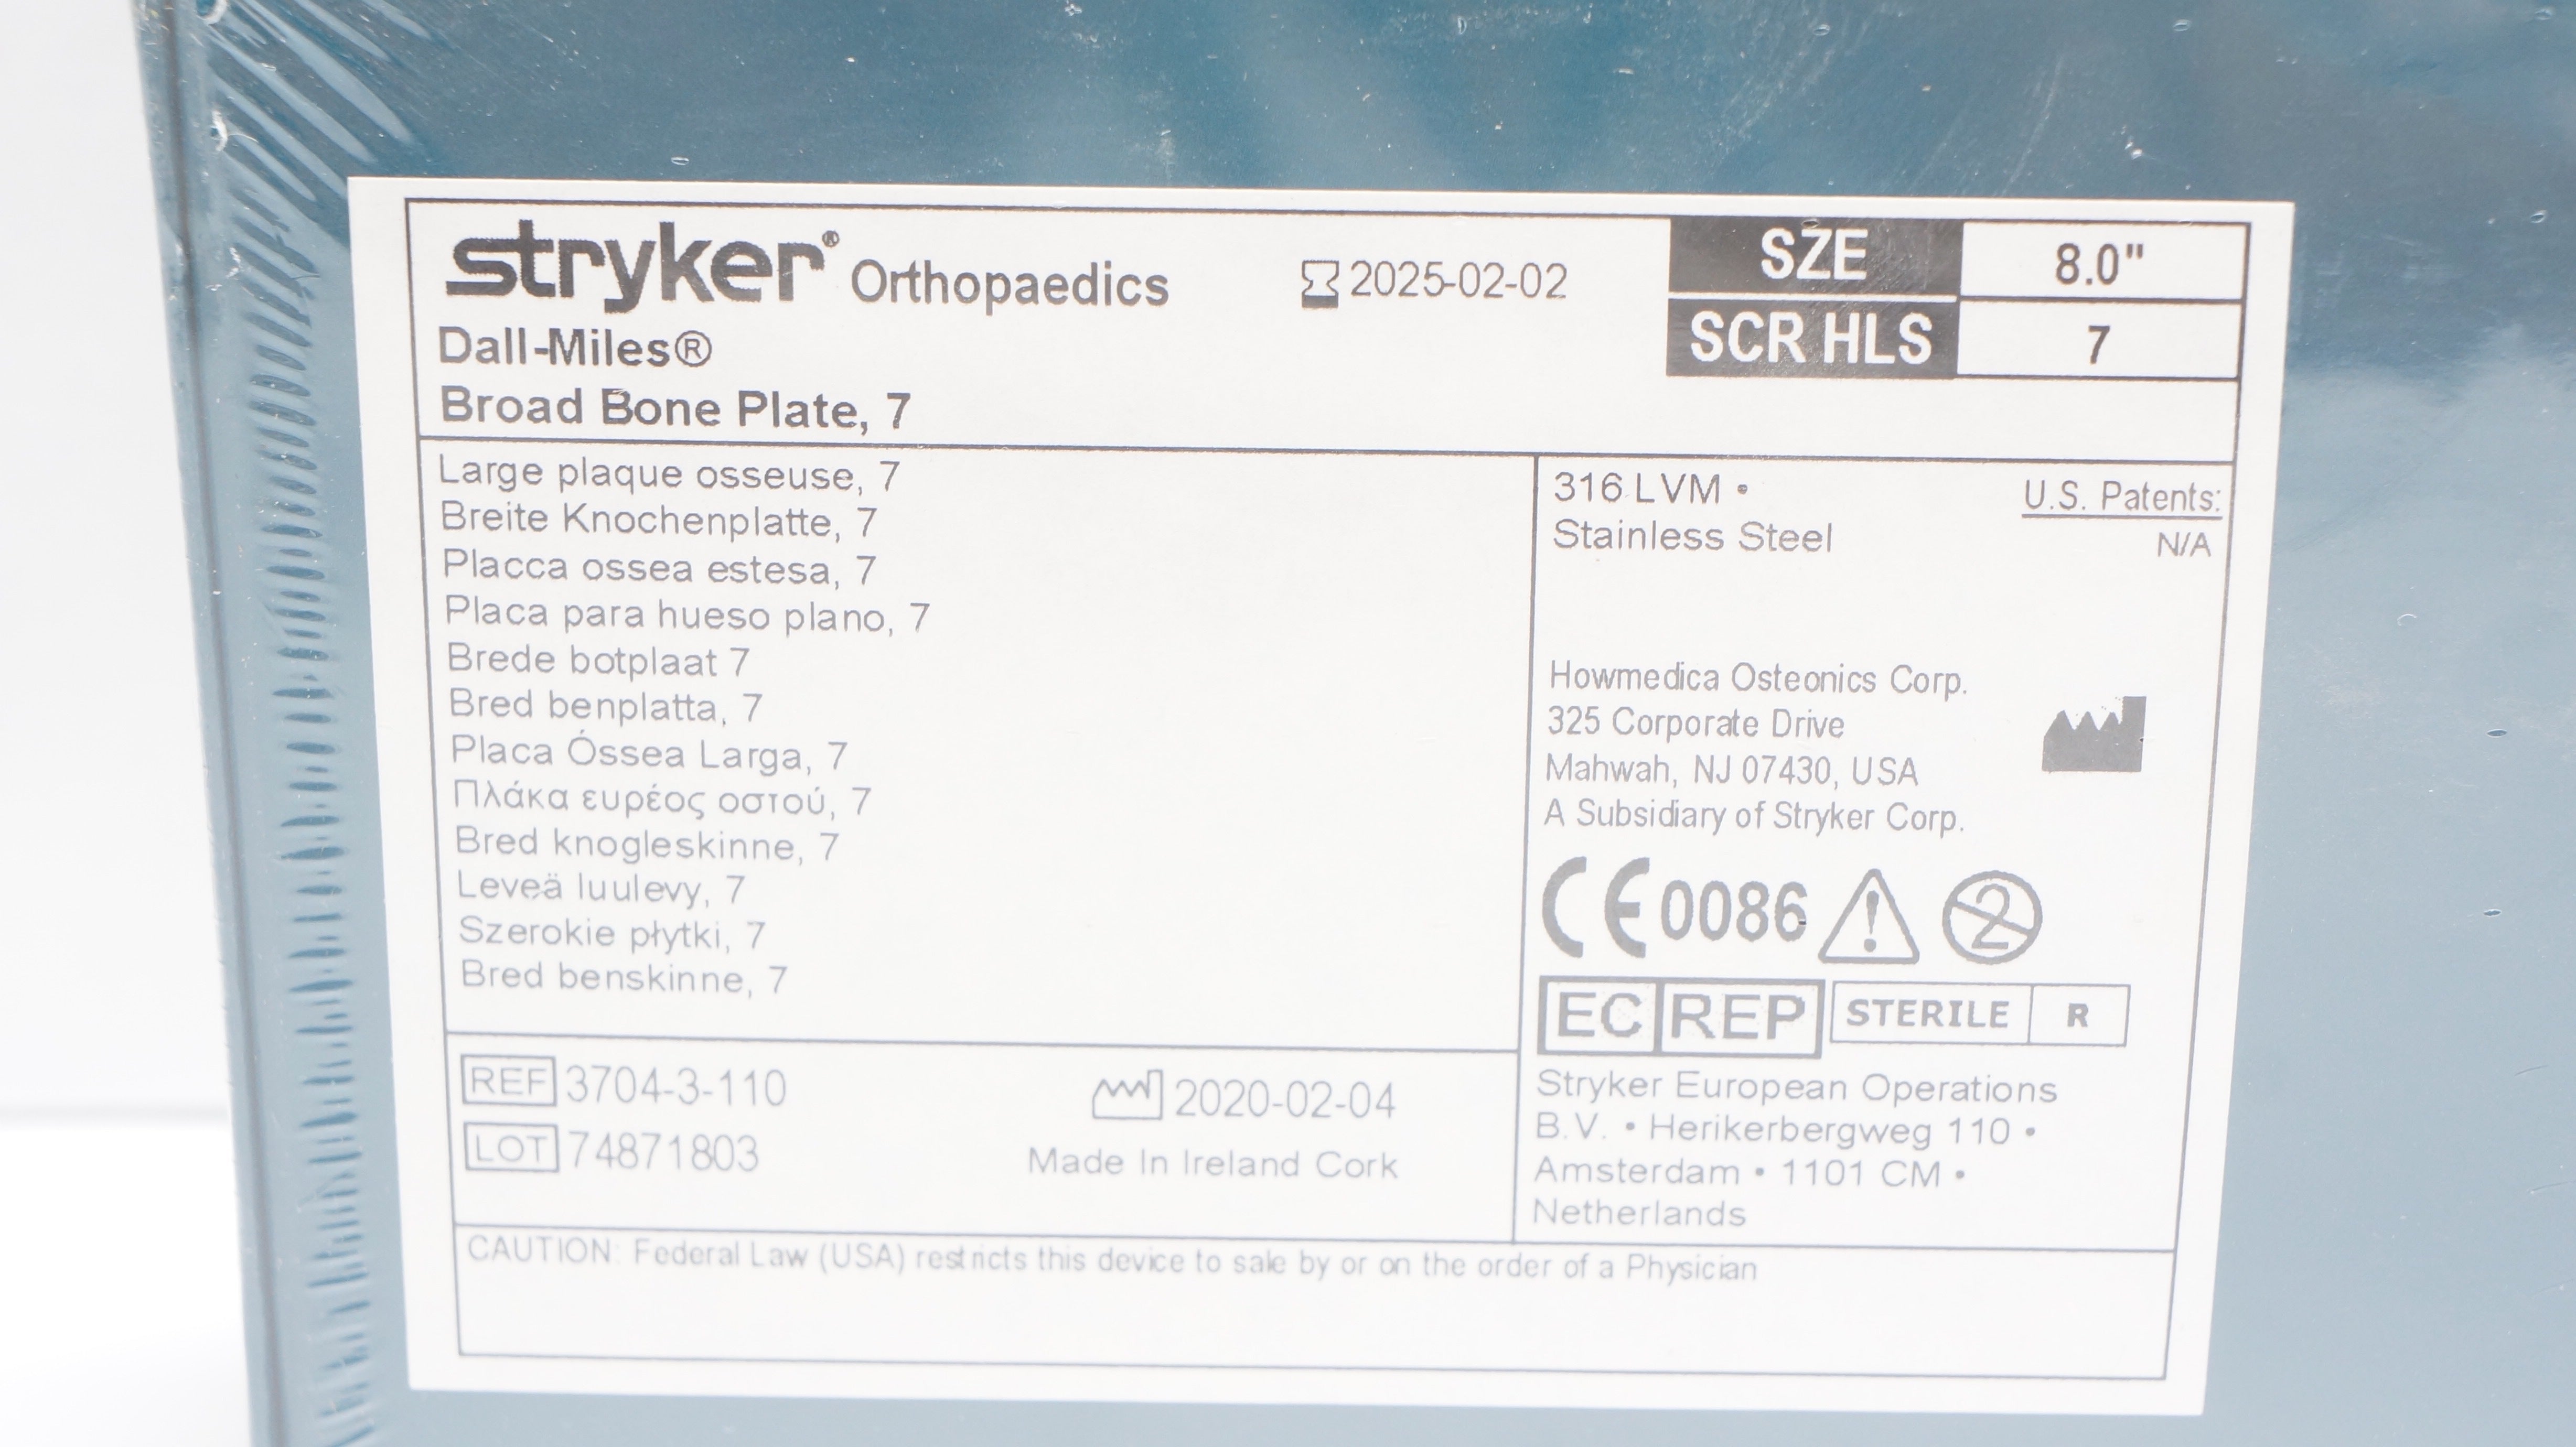 stryker® Orthopaedics
2025-02-02
SZE 8.0"
SCR HLS 7
Dall-Miles®
Broad Bone Plate, 7
Large plaque osseuse, 7
Breite Knochenplatte, 7
Placca ossea estesa, 7
Placa para hueso plano, 7
Brede botplaat 7
Bred benplatta, 7
Placa Óssea Larga, 7
Πλάκα ευρέος οστού, 7
Bred knogleskinne, 7
Leveä luulevy, 7
Szerokie płytki, 7
Bred benskinne, 7
316 LVM •
Stainless Steel
U.S. Patents:
N/A
Howmedica Osteonics Corp.
325 Corporate Drive
Mahwah, NJ 07430, USA
A Subsidiary of Stryker Corp.
CE 0086 ! 2
EC REP STERILE R
Stryker European Operations
B.V. • Herikerbergweg 110 •
Amsterdam • 1101 CM •
Netherlands
REF 3704-3-110
LOT 74871803
2020-02-04
Made In Ireland Cork
CAUTION: Federal Law (USA) restricts this device to sale by or on the order of a Physician